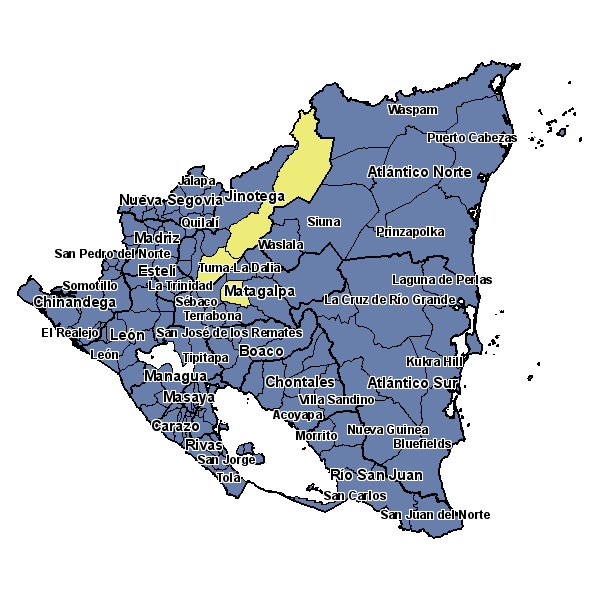 Waspam
Puerto Cabezas
Atlántico Norte
Jalapa
Nueva Segovia
Jinotega
Quilalí
Siuna
Prinzapolka
Madriz
Waslala
San Pedro del Norte
Estelí
Tuma-La Dalia
Laguna de Perlas
Somotillo
La Trinidad
Matagalpa
Chinandega
Sébaco
La Cruz de Río Grande
Terrabona
El Realejo
León
San José de los Remates
León
Tipitapa
Boaco
Kukra Hill
Managua
Chontales
Atlántico Sur
Masaya
Villa Sandino
Acoyapa
Carazo
Morrito
Nueva Guinea
Rivas
Bluefields
San Jorge
Tola
Río San Juan
San Carlos
San Juan del Norte